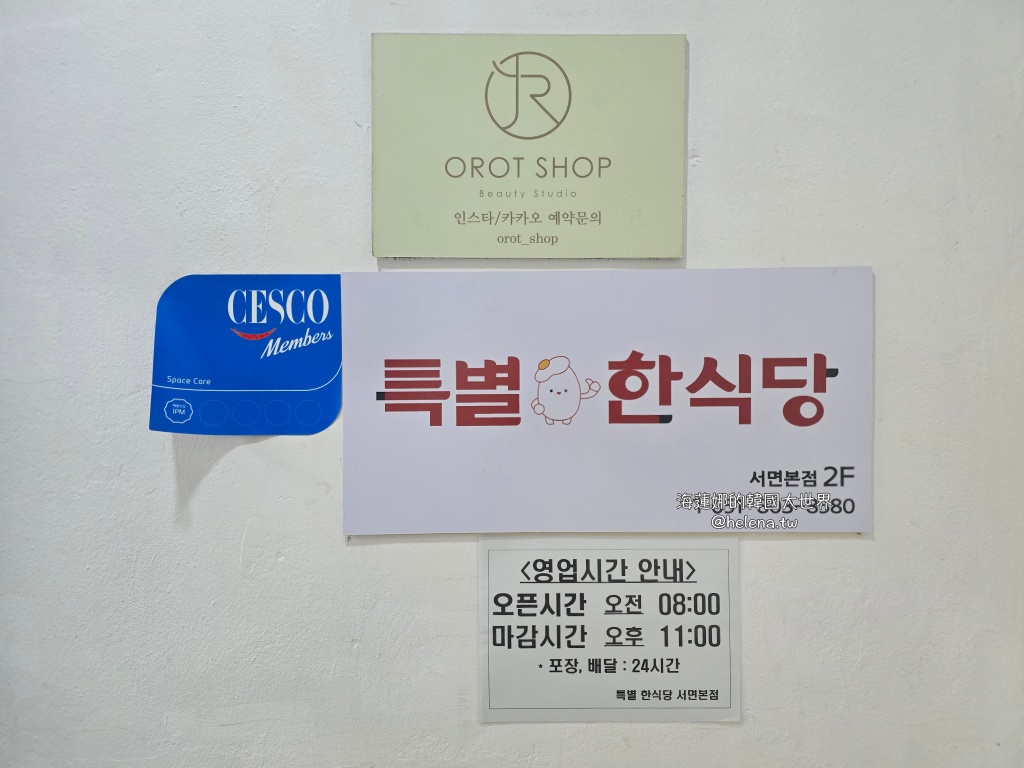 OROT SHOP
Beauty Studio
인스타/카카오 예약문의
orot_shop
CESCO
Members
Space Care
IPM
특별 한식당
서면본점 2F
海蓮娜的韓國大世界
@helena.tw
<영업시간 안내>
오픈시간 오전 08:00
마감시간 오후 11:00
* 포장, 배달 : 24시간
특별 한식당 서면본점